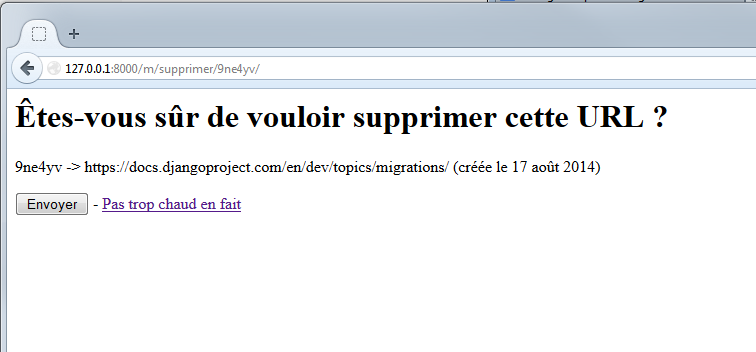 127.0.0.1:8000/m/supprimer/9ne4yv/
Êtes-vous sûr de vouloir supprimer cette URL ?
9ne4yv -> https://docs.djangoproject.com/en/dev/topics/migrations/ (créée le 17 août 2014)
Envoyer - Pas trop chaud en fait